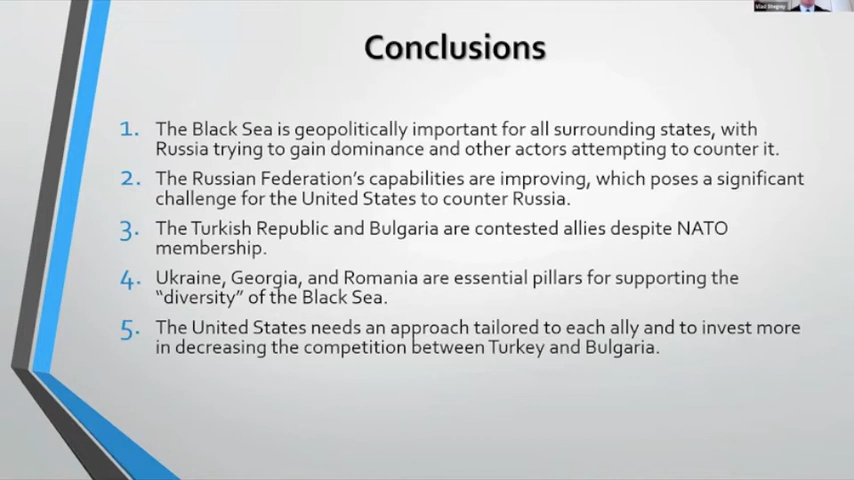 Conclusions
1. The Black Sea is geopolitically important for all surrounding states, with
Russia trying to gain dominance and other actors attempting to counter it.
2. The Russian Federation's capabilities are improving, which poses a significant
challenge for the United States to counter Russia.
3. The Turkish Republic and Bulgaria are contested allies despite NATO
membership.
4. Ukraine, Georgia, and Romania are essential pillars for supporting the
"diversity" of the Black Sea.
5. The United States needs an approach tailored to each ally and to invest more
in decreasing the competition between Turkey and Bulgaria.